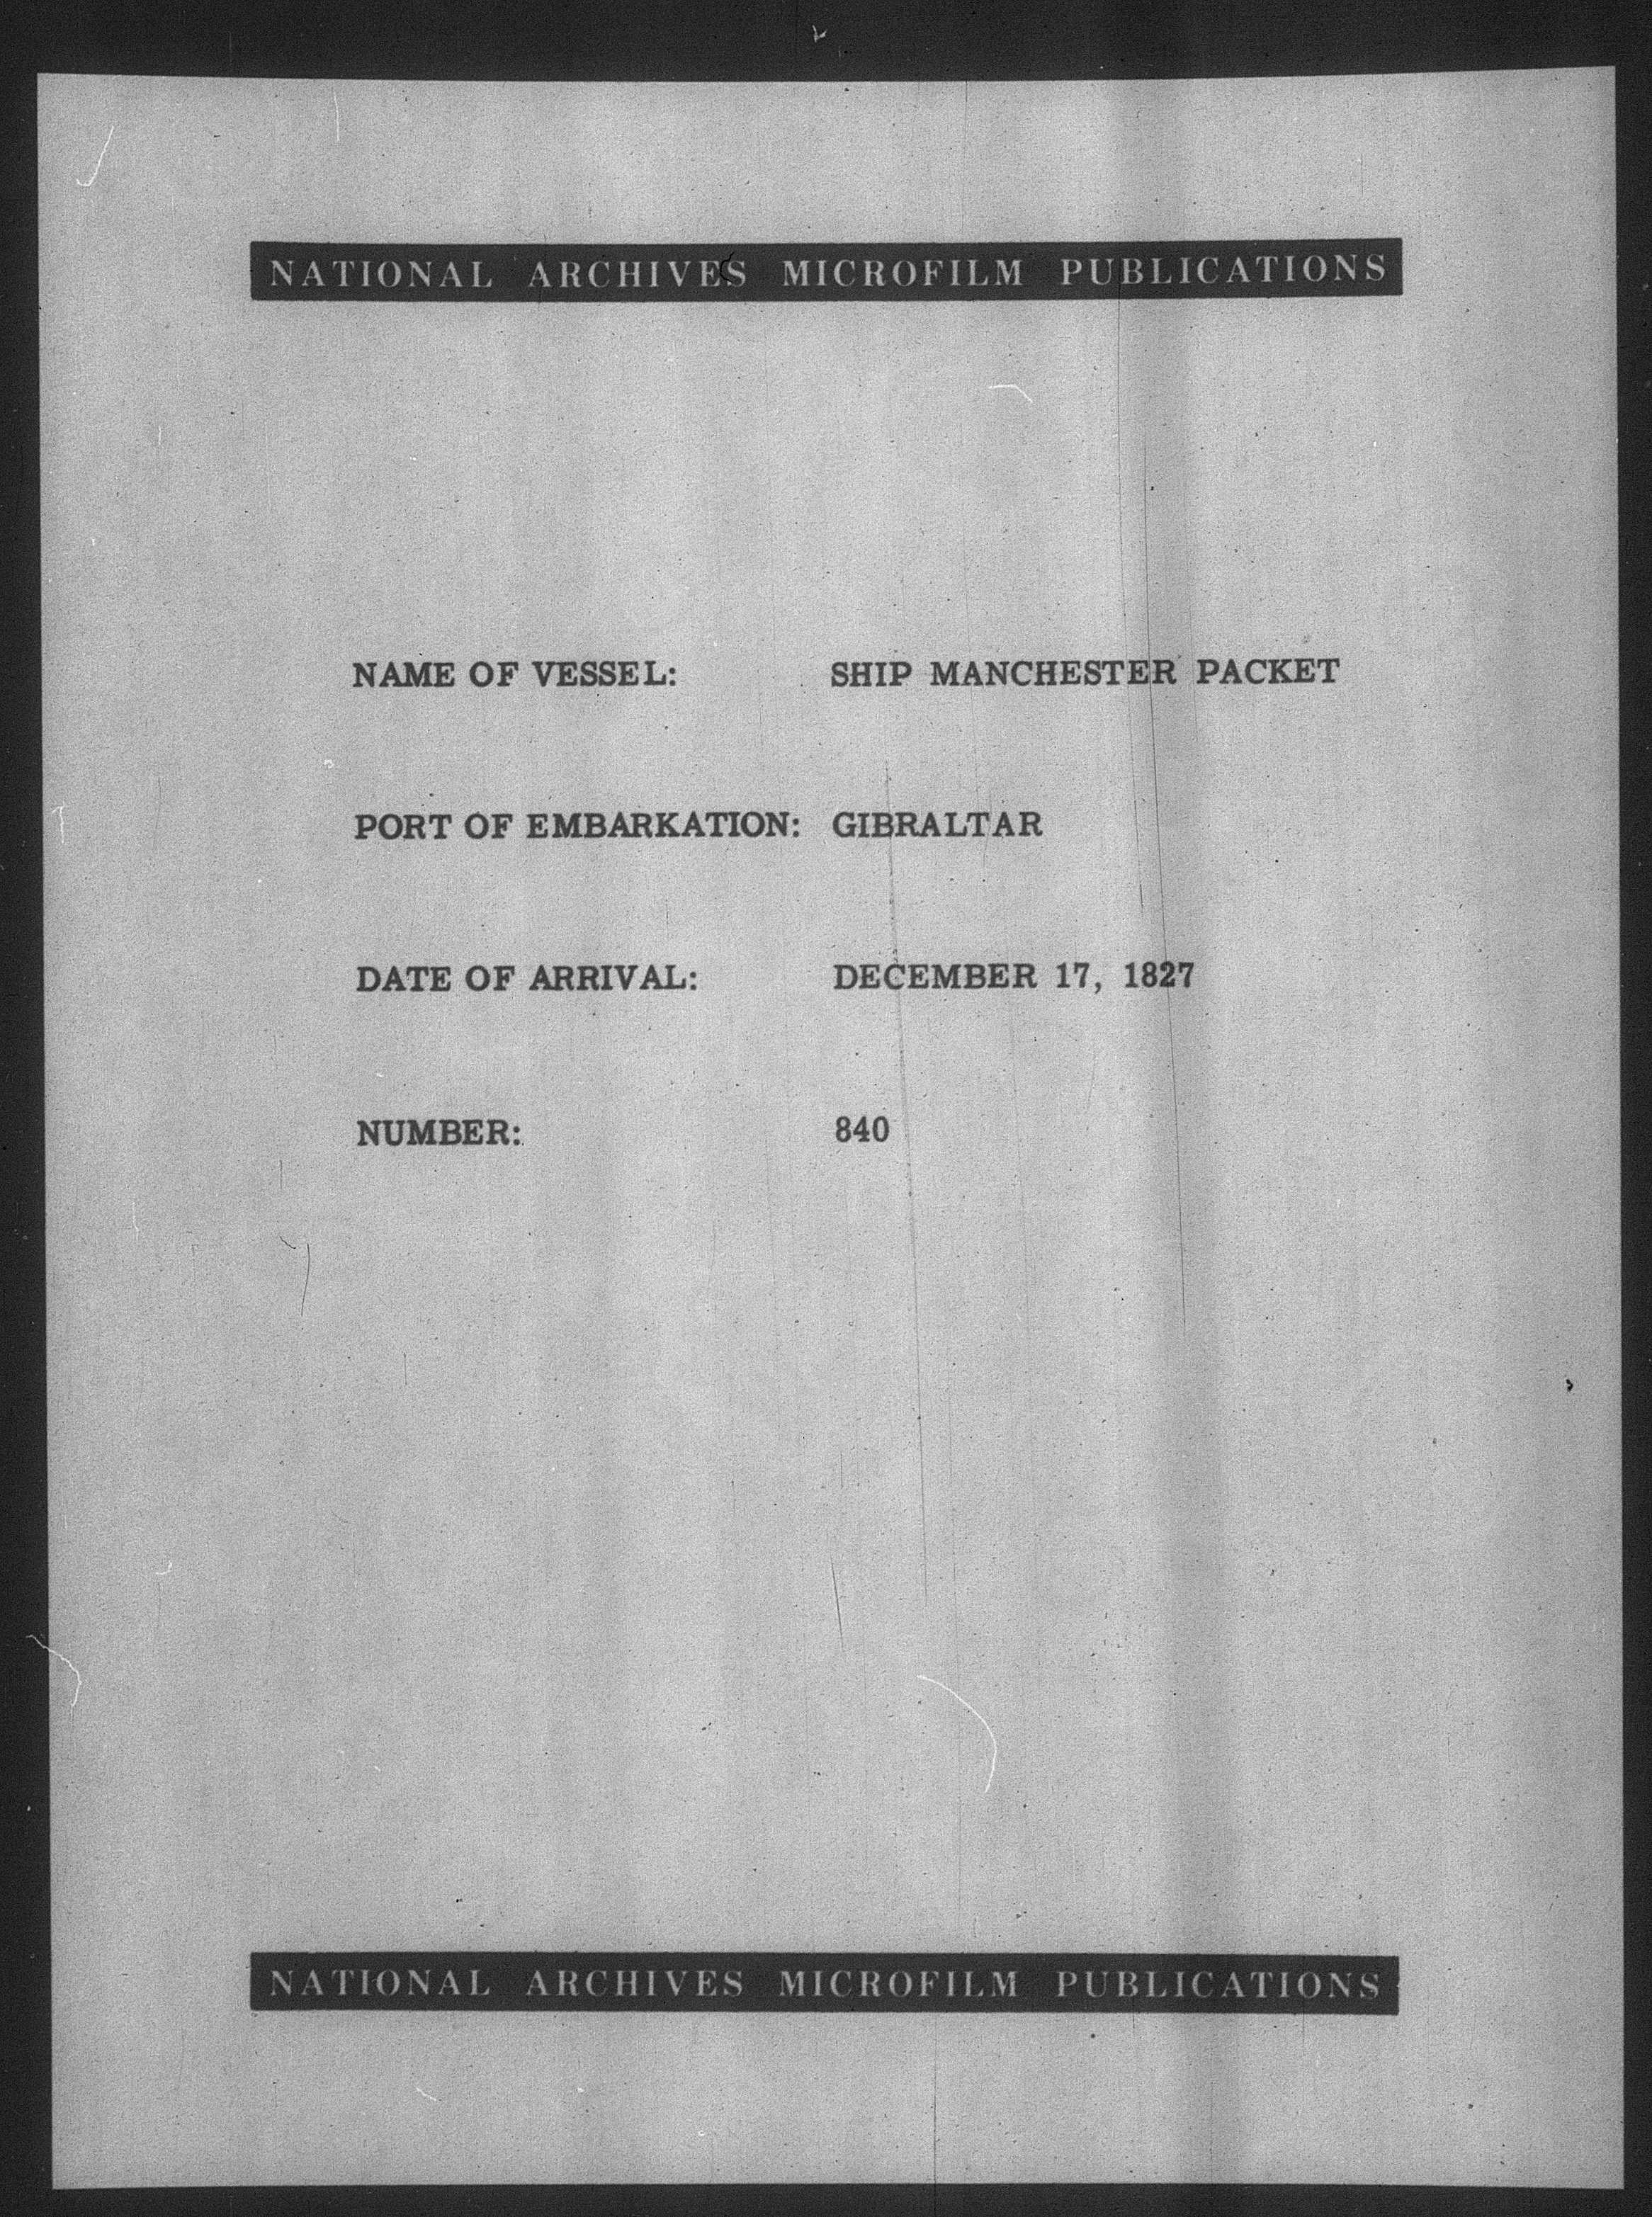 NATIONAL ARCHIVES MICROFILM PUBLICATIONS
NAME OF VESSEL: SHIP MANCHESTER PACKET
PORT OF EMBARKATION: GIBRALTAR
DATE OF ARRIVAL: DECEMBER 17, 1827
NUMBER: 840
NATIONAL ARCHIVES MICROFILM PUBLICATIONS